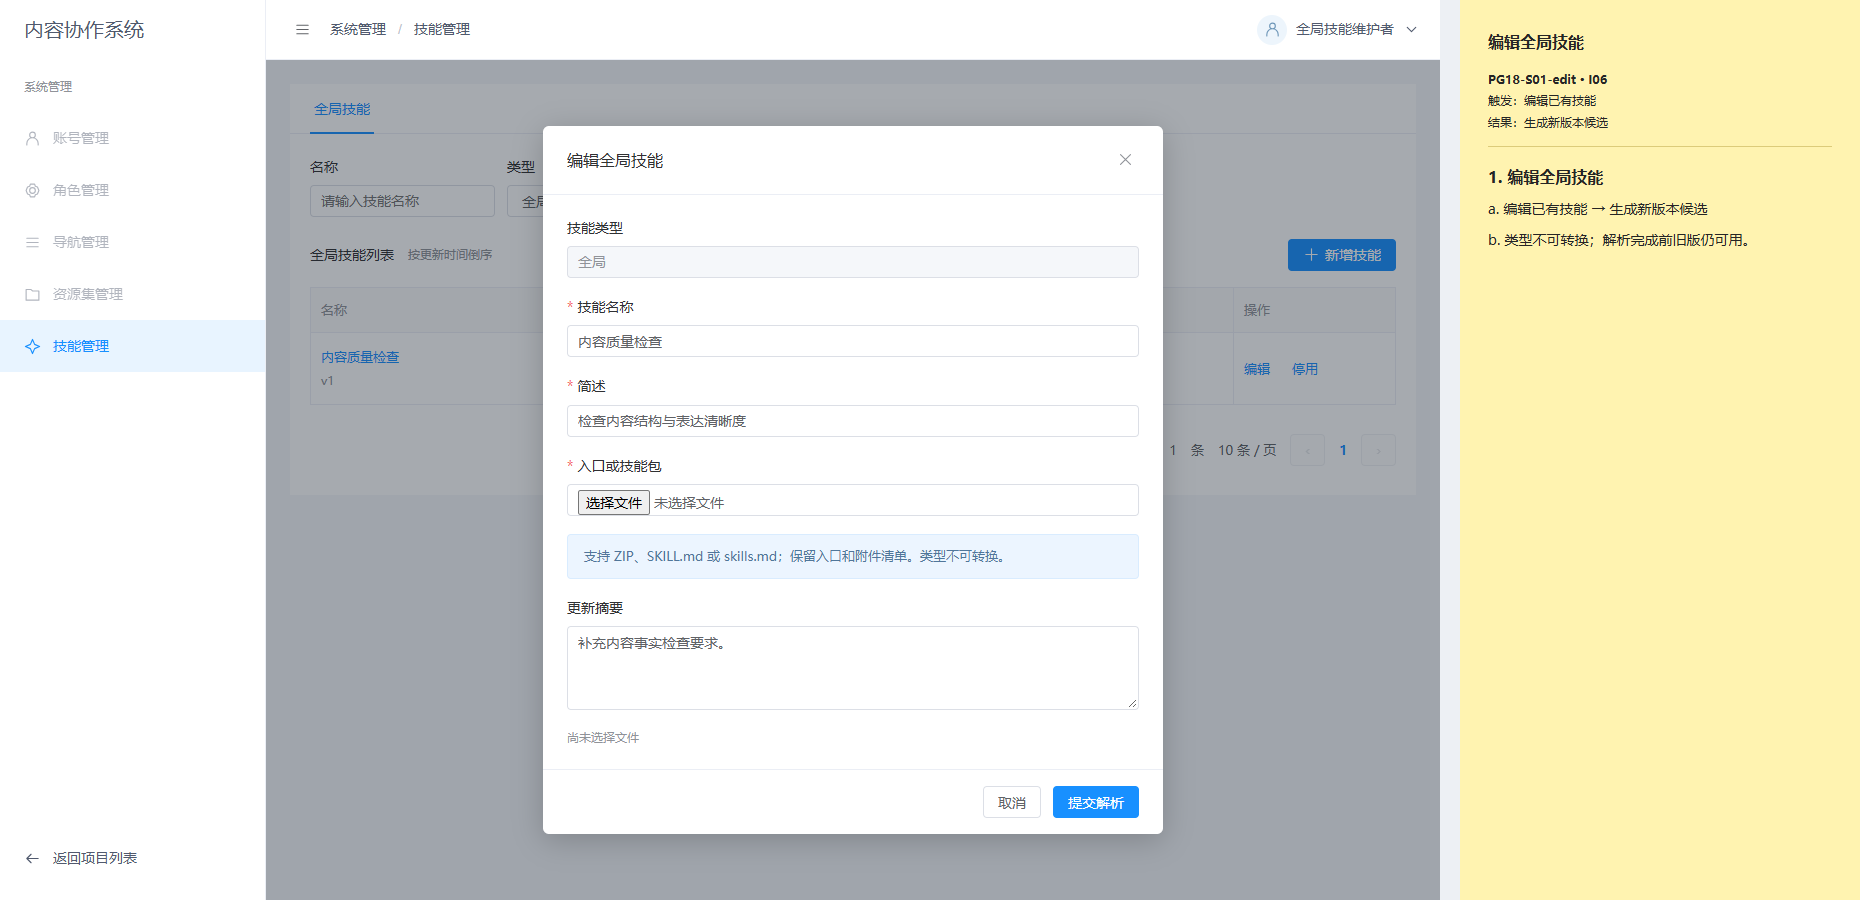 内容协作系统
系统管理
账号管理
角色管理
导航管理
资源集管理
技能管理
返回项目列表
系统管理 / 技能管理
全局技能维护者
全局技能
名称
类型
请输入技能名称
全局
全局技能列表 按更新时间倒序
新增技能
名称
操作
内容质量检查
v1
编辑 停用
1 条 10 条 / 页 ‹ 1 ›
编辑全局技能
技能类型
全局
* 技能名称
内容质量检查
* 简述
检查内容结构与表达清晰度
* 入口或技能包
选择文件 未选择文件
支持 ZIP、SKILL.md 或 skills.md；保留入口和附件清单。类型不可转换。
更新摘要
补充内容事实检查要求。
尚未选择文件
取消
提交解析
编辑全局技能
PG18-S01-edit • I06
触发：编辑已有技能
结果：生成新版本候选
1. 编辑全局技能
a. 编辑已有技能 → 生成新版本候选
b. 类型不可转换；解析完成前旧版仍可用。